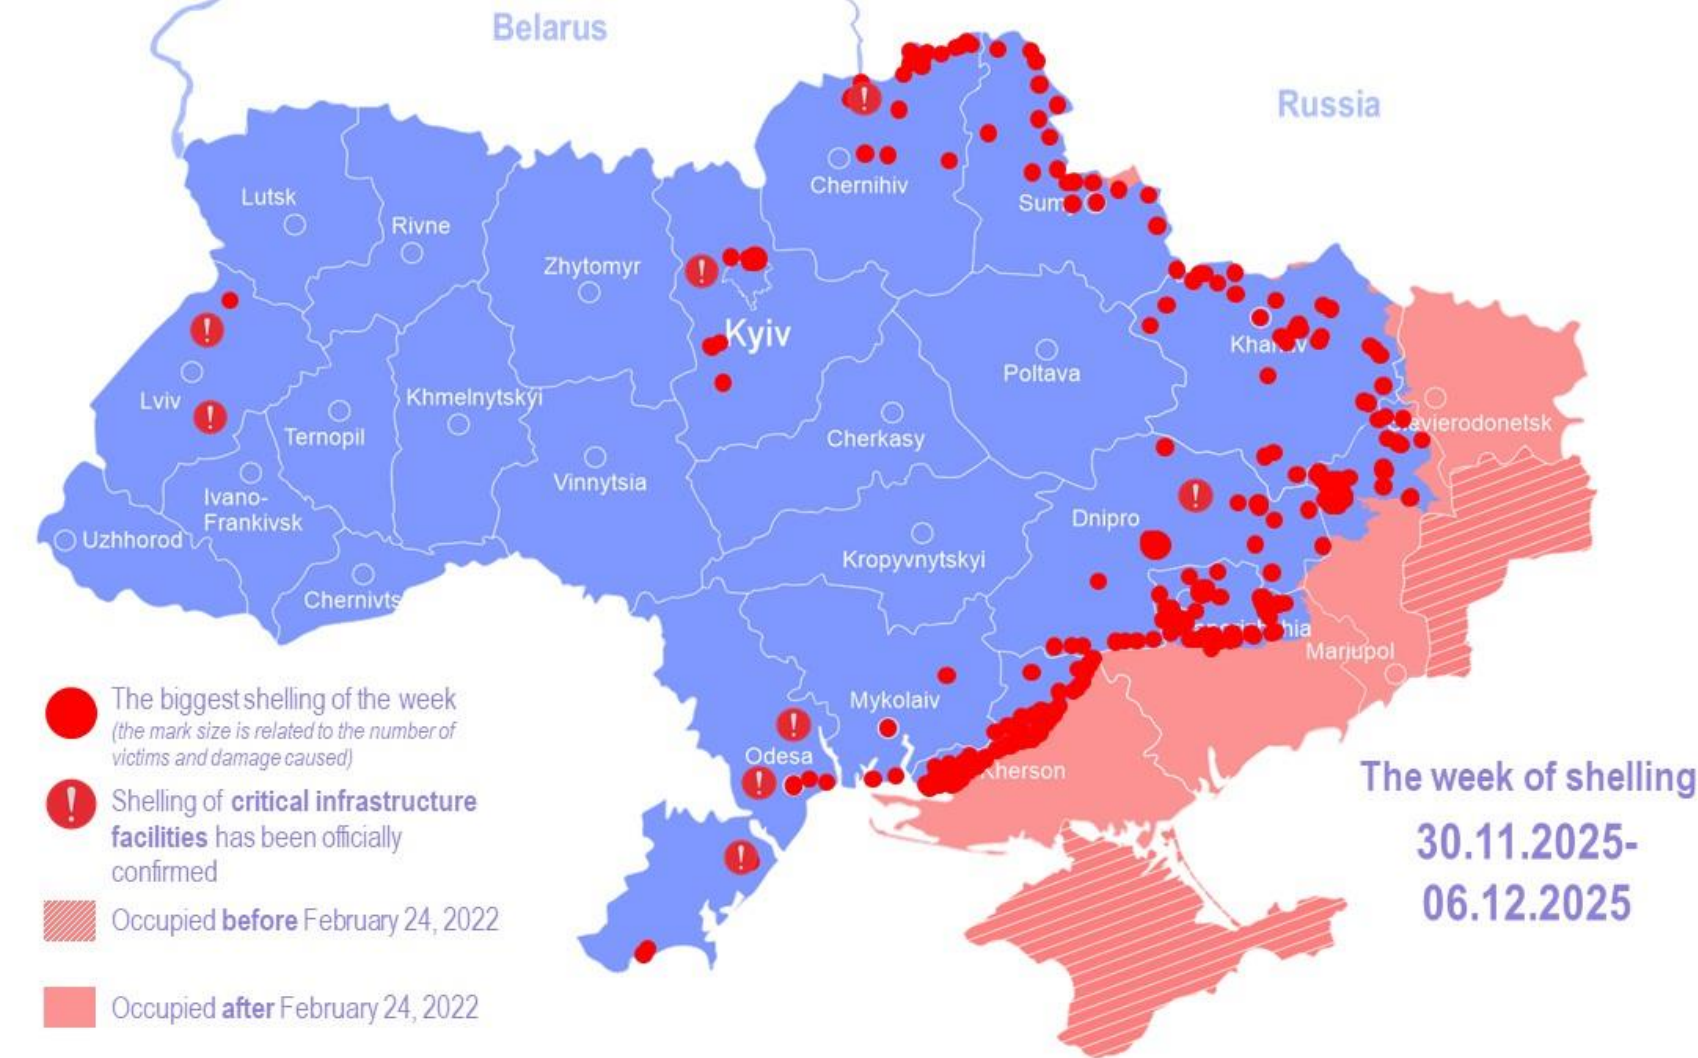 Belarus
Russia
Lutsk
Rivne
Zhytomyr
Chernihiv
Kyiv
Poltava
Lviv
Ternopil
Khmelnytskyi
Vinnytsia
Cherkasy
Ivano-
Frankivsk
Uzhhorod
Dnipro
Kropyvnytskyi
Mariupol
Mykolaiv
Odesa
Kherson
The biggest shelling of the week
(the mark size is related to the number of
victims and damage caused)
Shelling of critical infrastructure
facilities has been officially
confirmed
Occupied before February 24, 2022
Occupied after February 24, 2022
The week of shelling
30.11.2025-
06.12.2025